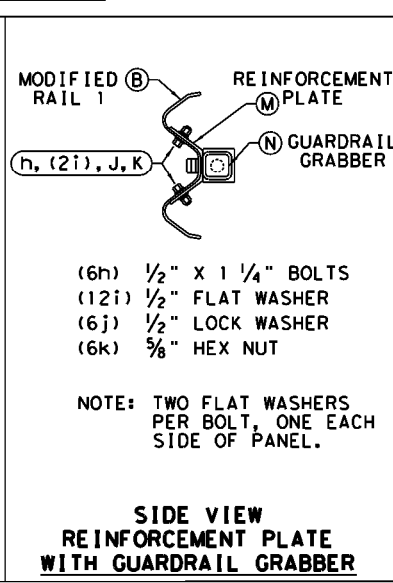 MODIFIED B
RAIL 1
REINFORCEMENT
M PLATE
N GUARDRAIL
GRABBER
h, (2i), J, K
(6h) 1/2" X 1 1/4" BOLTS
(12i) 1/2" FLAT WASHER
(6j) 1/2" LOCK WASHER
(6k) 5/8" HEX NUT
NOTE: TWO FLAT WASHERS
PER BOLT, ONE EACH
SIDE OF PANEL.
SIDE VIEW
REINFORCEMENT PLATE
WITH GUARDRAIL GRABBER